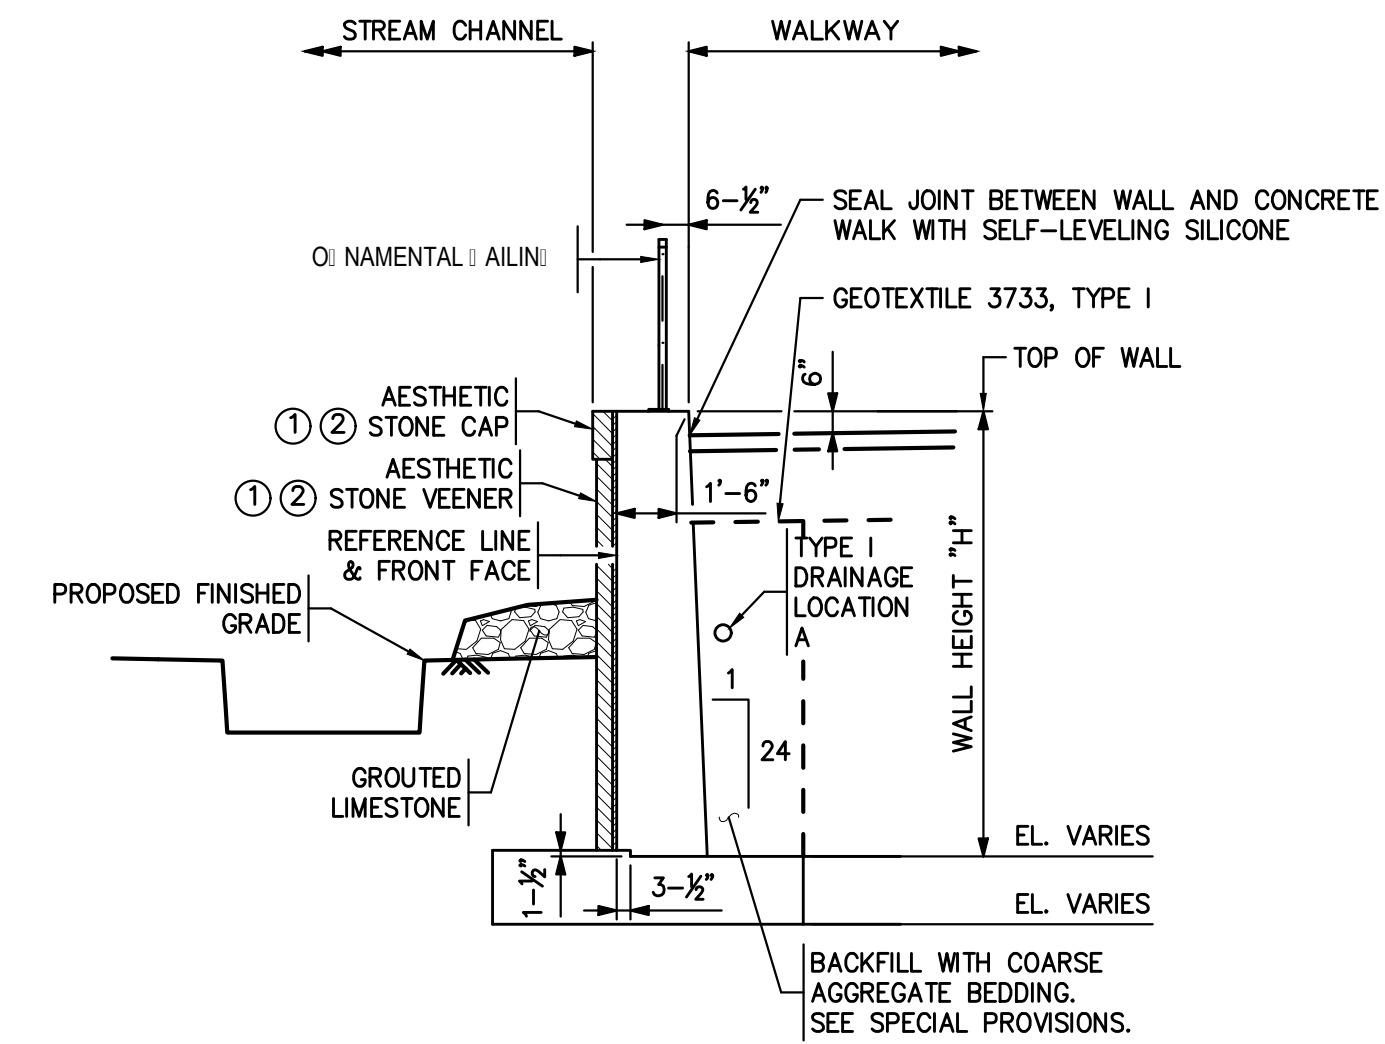 STREAM CHANNEL
WALKWAY
6-½"
SEAL JOINT BETWEEN WALL AND CONCRETE
WALK WITH SELF-LEVELING SILICONE
O▯NAMENTAL ▯AILIN▯
GEOTEXTILE 3733, TYPE I
6"
TOP OF WALL
AESTHETIC
1 2 STONE CAP
AESTHETIC
1 2 STONE VEENER
1'-6"
REFERENCE LINE
& FRONT FACE
TYPE I
DRAINAGE
LOCATION
A
WALL HEIGHT "H"
PROPOSED FINISHED
GRADE
1
24
GROUTED
LIMESTONE
EL. VARIES
1-½"
3-½"
EL. VARIES
BACKFILL WITH COARSE
AGGREGATE BEDDING.
SEE SPECIAL PROVISIONS.